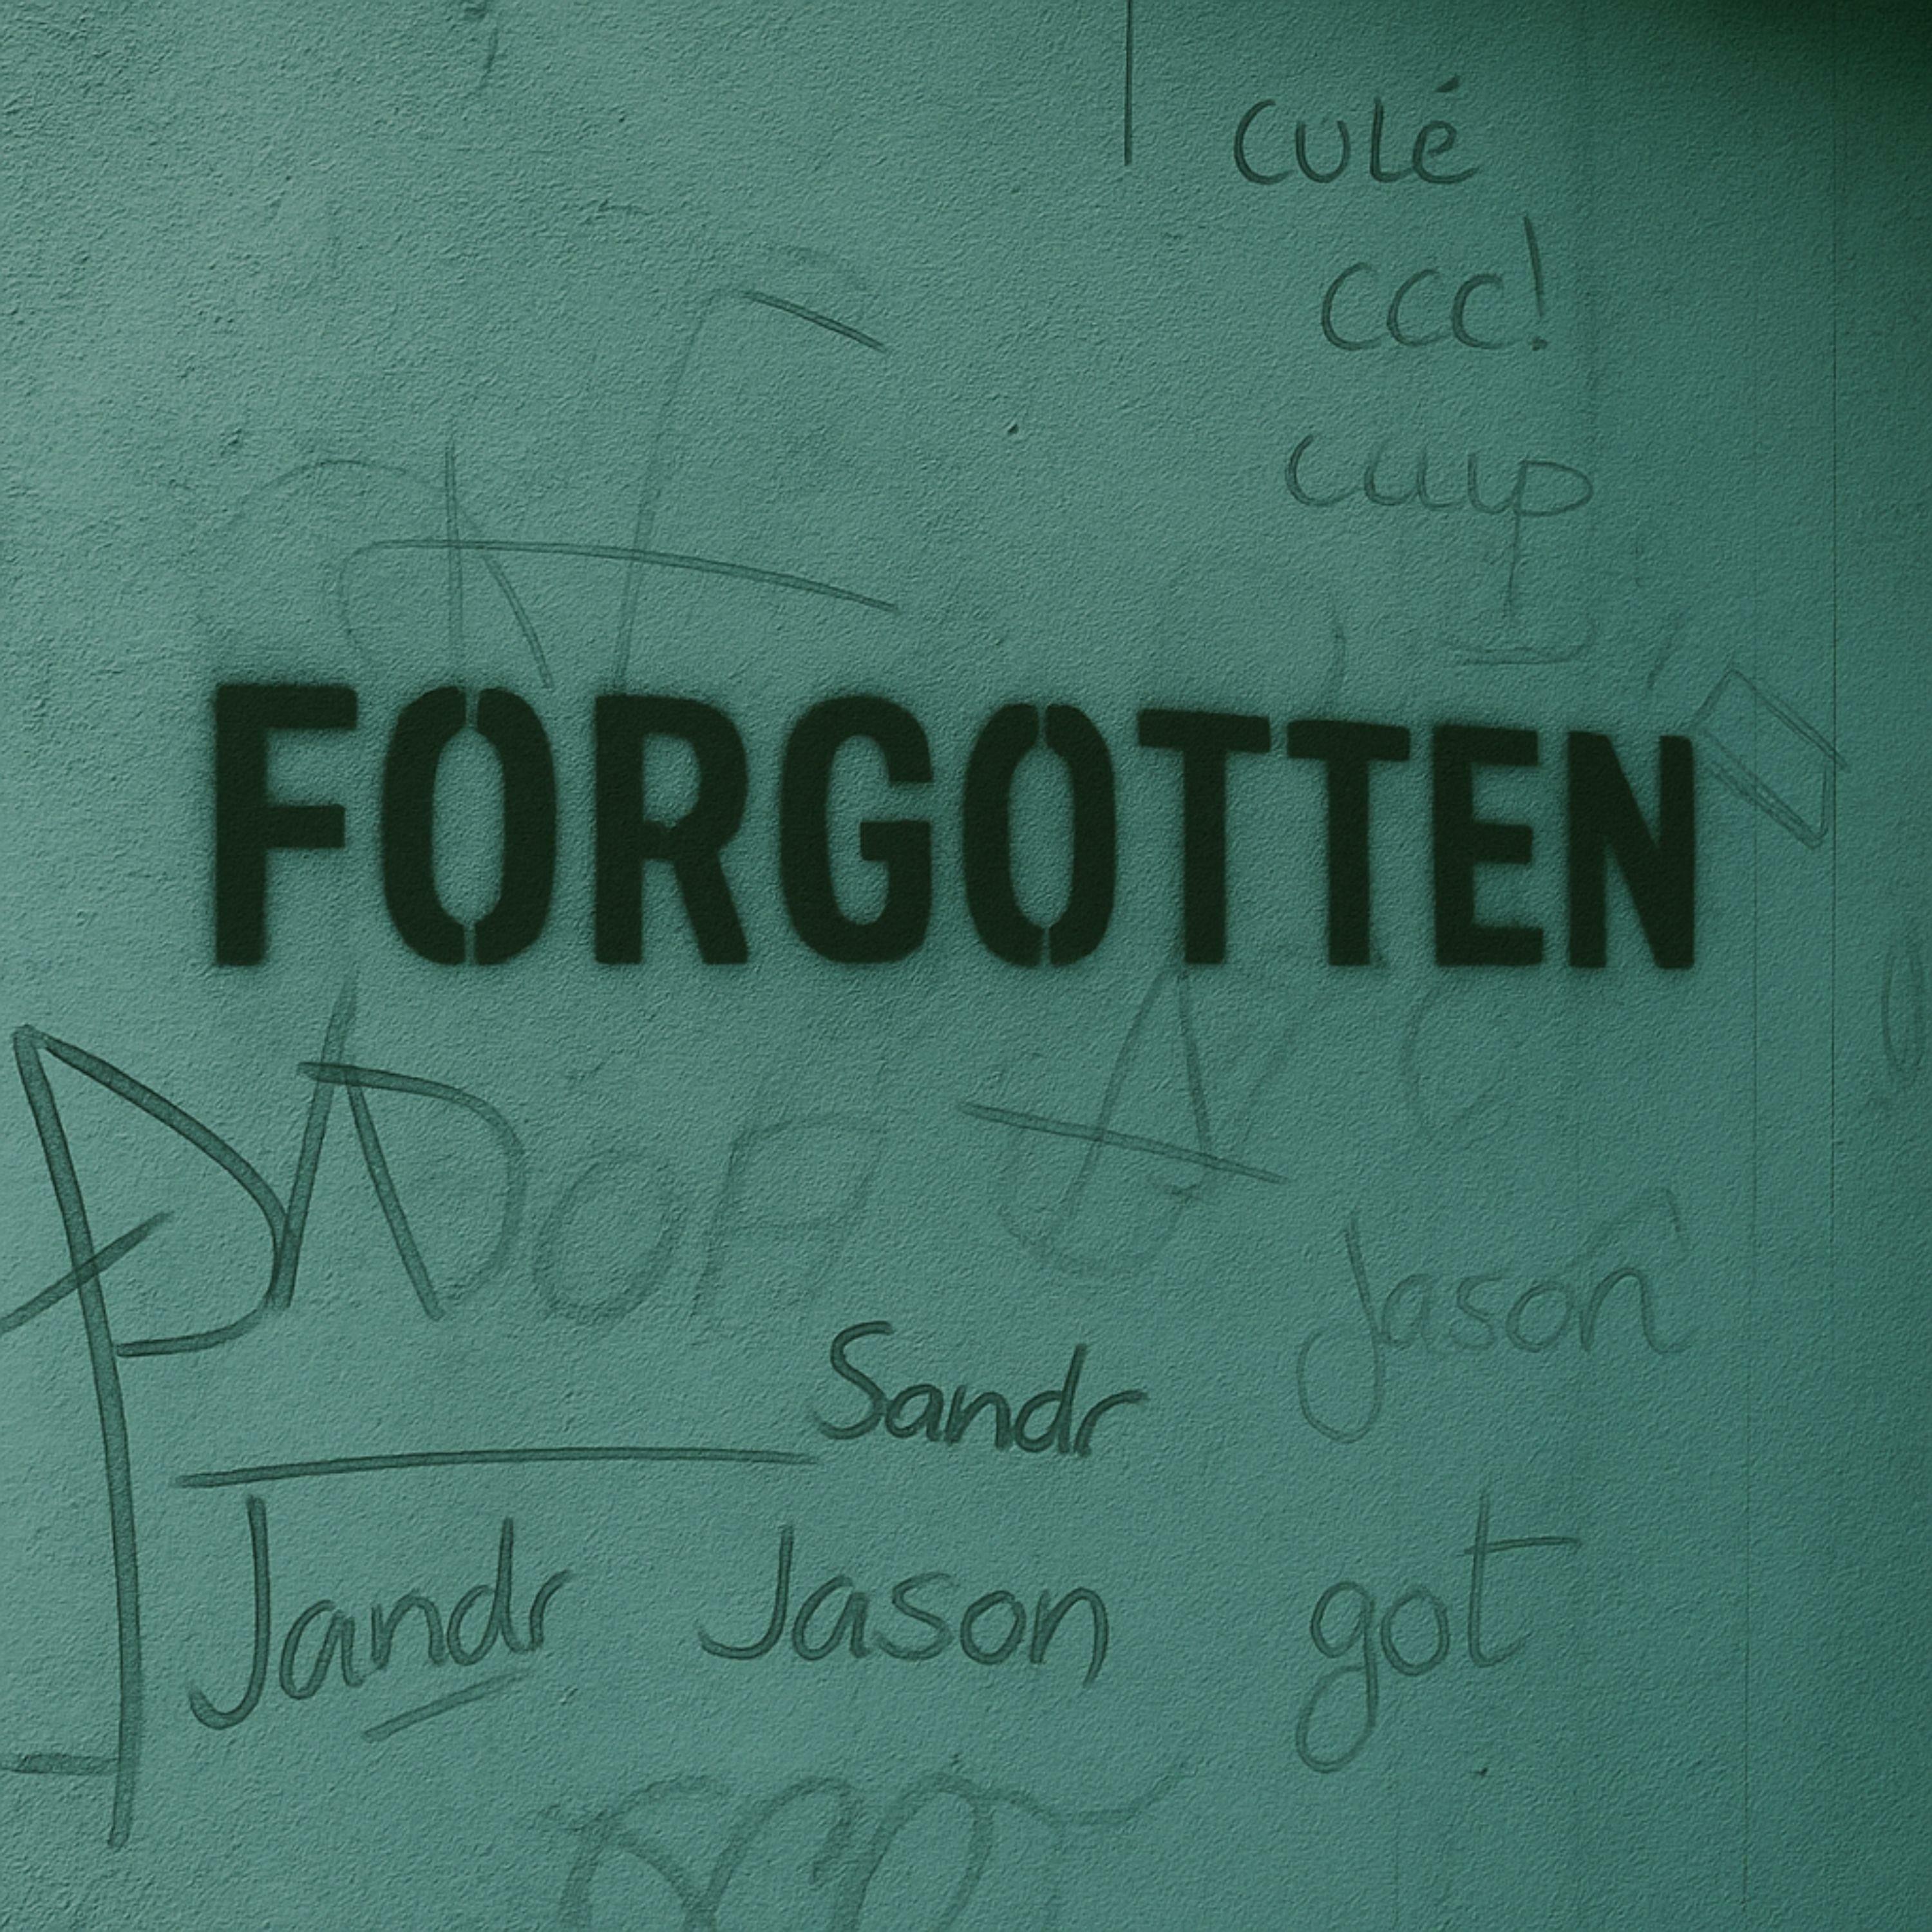 culé
ccc!
FORGOTTEN
Jason
Sandr
Jandr Jason got